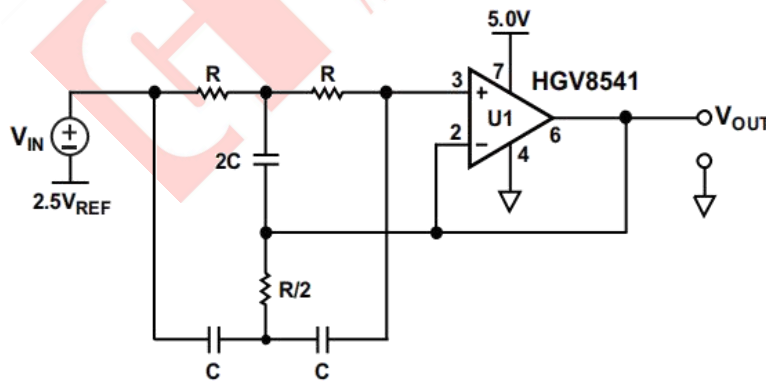 5.0V
R
R
3
7
HGV8541
+
U1
VIN
+
−
2
−
6
VOUT
4
2C
2.5VREF
R/2
C
C